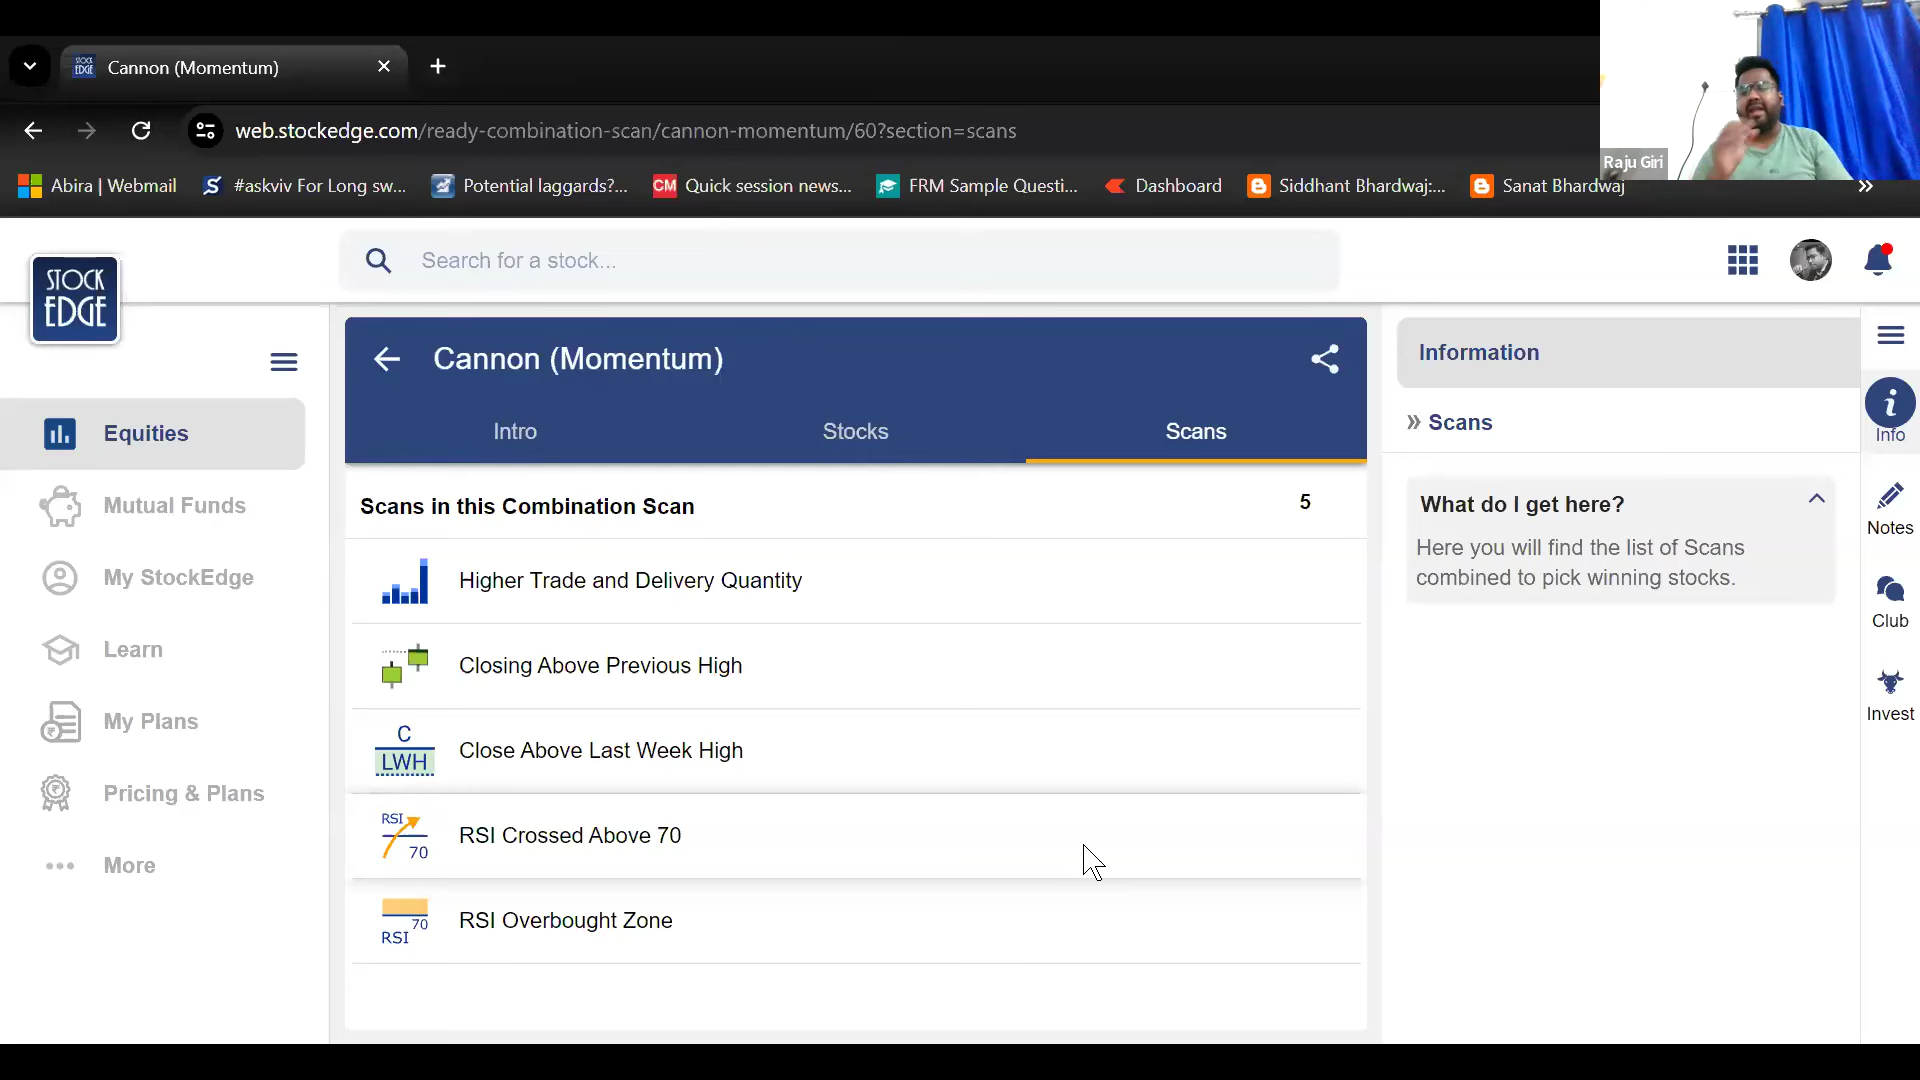 Cannon (Momentum)
web.stockedge.com/ready-combination-scan/cannon-momentum/60?section=scans
Raju Giri
Abira | Webmail
#askviv For Long sw...
Potential laggards?...
CM
Quick session news...
FRM Sample Questi...
Dashboard
Siddhant Bhardwaj:...
Sanat Bhardwaj
STOCK
EDGE
Search for a stock...
Equities
Mutual Funds
My StockEdge
Learn
My Plans
Pricing & Plans
More
Cannon (Momentum)
Intro
Stocks
Scans
Scans in this Combination Scan
5
Higher Trade and Delivery Quantity
Closing Above Previous High
C
LWH
Close Above Last Week High
RSI
70
RSI Crossed Above 70
70
RSI
RSI Overbought Zone
Information
Scans
What do I get here?
Here you will find the list of Scans
combined to pick winning stocks.
Info
Notes
Club
Invest